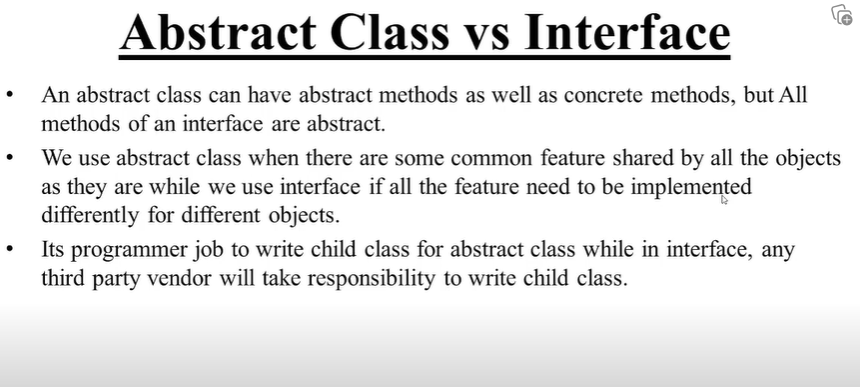 Abstract Class vs Interface
• An abstract class can have abstract methods as well as concrete methods, but All
methods of an interface are abstract.
• We use abstract class when there are some common feature shared by all the objects
as they are while we use interface if all the feature need to be implemented
differently for different objects.
• Its programmer job to write child class for abstract class while in interface, any
third party vendor will take responsibility to write child class.